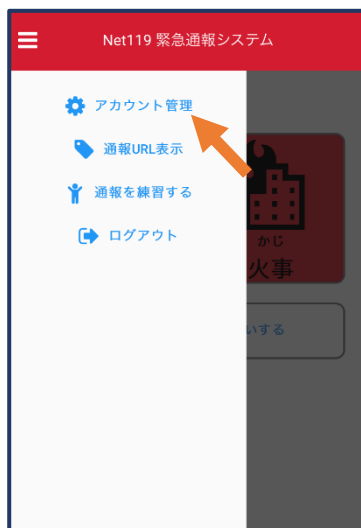 Net119 緊急通報システム
アカウント管理
通報URL表示
通報を練習する
ログアウト
かじ
火事
いする